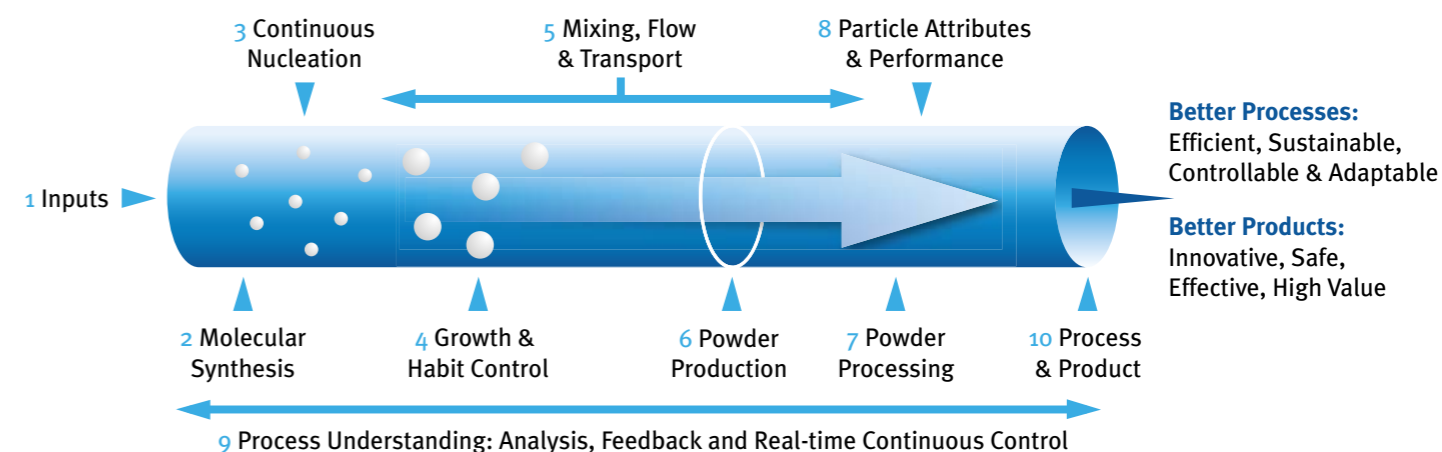 3 Continuous
Nucleation
5 Mixing, Flow
& Transport
8 Particle Attributes
& Performance
1 Inputs
Better Processes:
Efficient, Sustainable,
Controllable & Adaptable
Better Products:
Innovative, Safe,
Effective, High Value
2 Molecular
Synthesis
4 Growth &
Habit Control
6 Powder
Production
7 Powder
Processing
10 Process
& Product
9 Process Understanding: Analysis, Feedback and Real-time Continuous Control